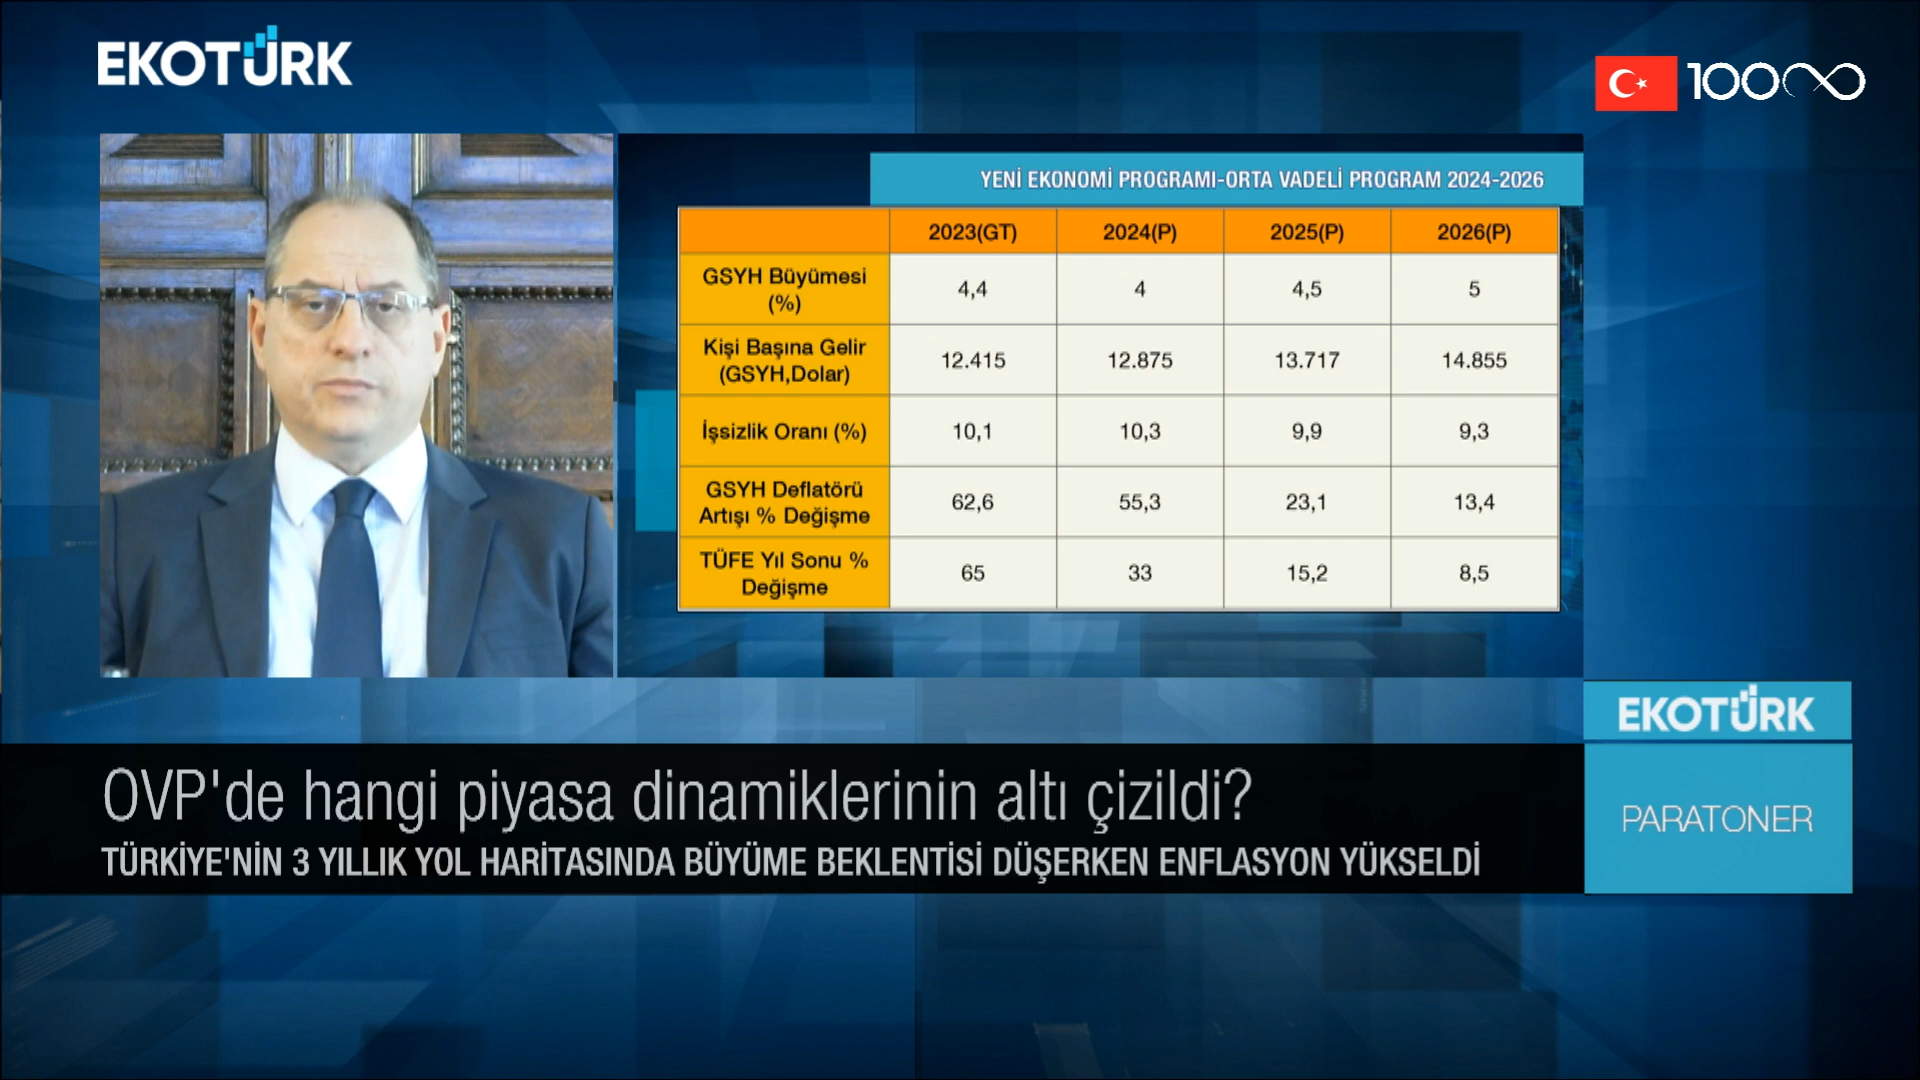 EKOTÜRK
100
YENİ EKONOMİ PROGRAMI-ORTA VADELİ PROGRAM 2024-2026
2023(GT) 2024(P) 2025(P) 2026(P)
GSYH Büyümesi
(%) 4,4 4 4,5 5
Kişi Başına Gelir
(GSYH,Dolar) 12.415 12.875 13.717 14.855
İşsizlik Oranı (%) 10,1 10,3 9,9 9,3
GSYH Deflatörü
Artışı % Değişme 62,6 55,3 23,1 13,4
TÜFE Yıl Sonu %
Değişme 65 33 15,2 8,5
EKOTÜRK
OVP'de hangi piyasa dinamiklerinin altı çizildi?
PARATONER
TÜRKİYE'NİN 3 YILLIK YOL HARİTASINDA BÜYÜME BEKLENTİSİ DÜŞERKEN ENFLASYON YÜKSELDİ